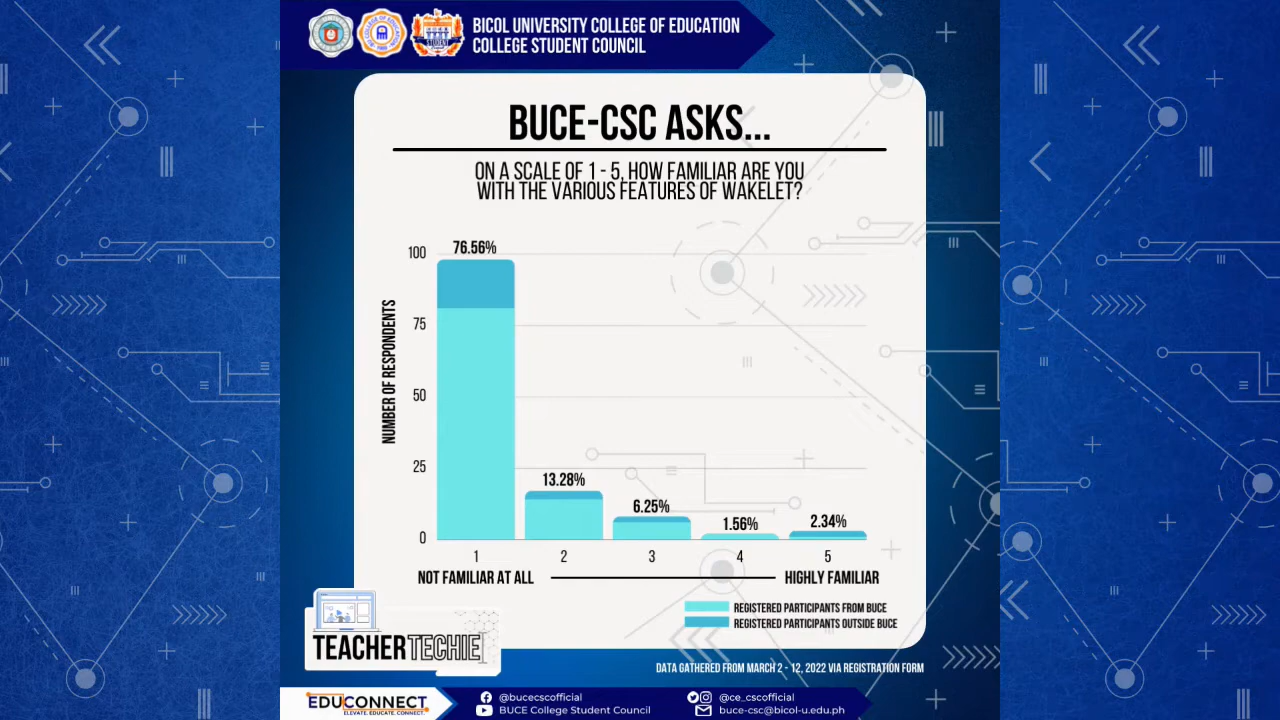 BICOL UNIVERSITY COLLEGE OF EDUCATION
COLLEGE STUDENT COUNCIL
BUCE-CSC ASKS...
ON A SCALE OF 1 - 5, HOW FAMILIAR ARE YOU
WITH THE VARIOUS FEATURES OF WAKELET?
NUMBER OF RESPONDENTS
100
75
50
25
0
76.56%
13.28%
6.25%
1.56%
2.34%
1
2
3
4
5
NOT FAMILIAR AT ALL
HIGHLY FAMILIAR
REGISTERED PARTICIPANTS FROM BUCE
REGISTERED PARTICIPANTS OUTSIDE BUCE
TEACHERTECHIE
DATA GATHERED FROM MARCH 2 - 12, 2022 VIA REGISTRATION FORM
EDUCONNECT
ELEVATE. EDUCATE. CONNECT.
@bucecscofficial
BUCE College Student Council
@ce_cscofficial
buce-csc@bicol-u.edu.ph